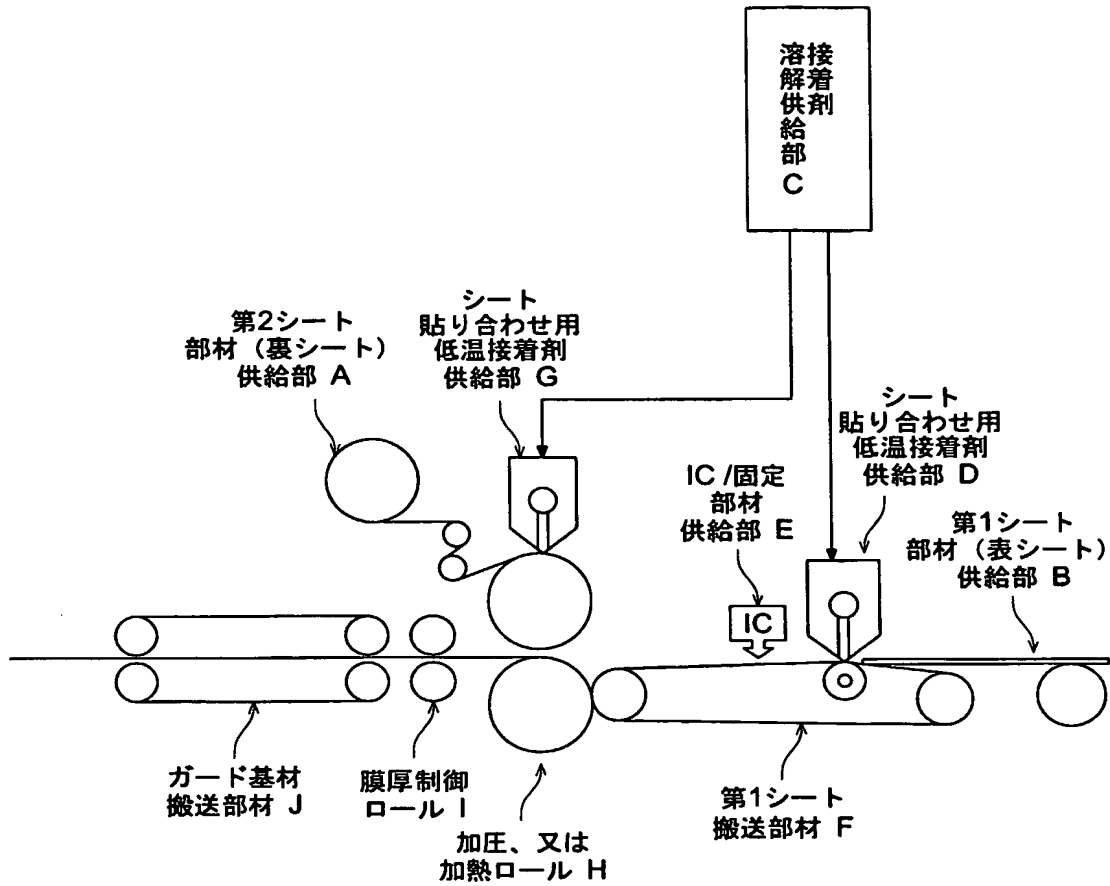 接着剤
溶解供給部 C
シート
貼り合わせ用
低温接着剤
供給部 G
第2シート
部材（裏シート）
供給部 A
シート
貼り合わせ用
低温接着剤
供給部 D
IC /固定
部材
供給部 E
第1シート
部材（表シート）
供給部 B
IC
ガード基材
搬送部材 J
膜厚制御
ロール I
加圧、又は
加熱ロール H
第1シート
搬送部材 F